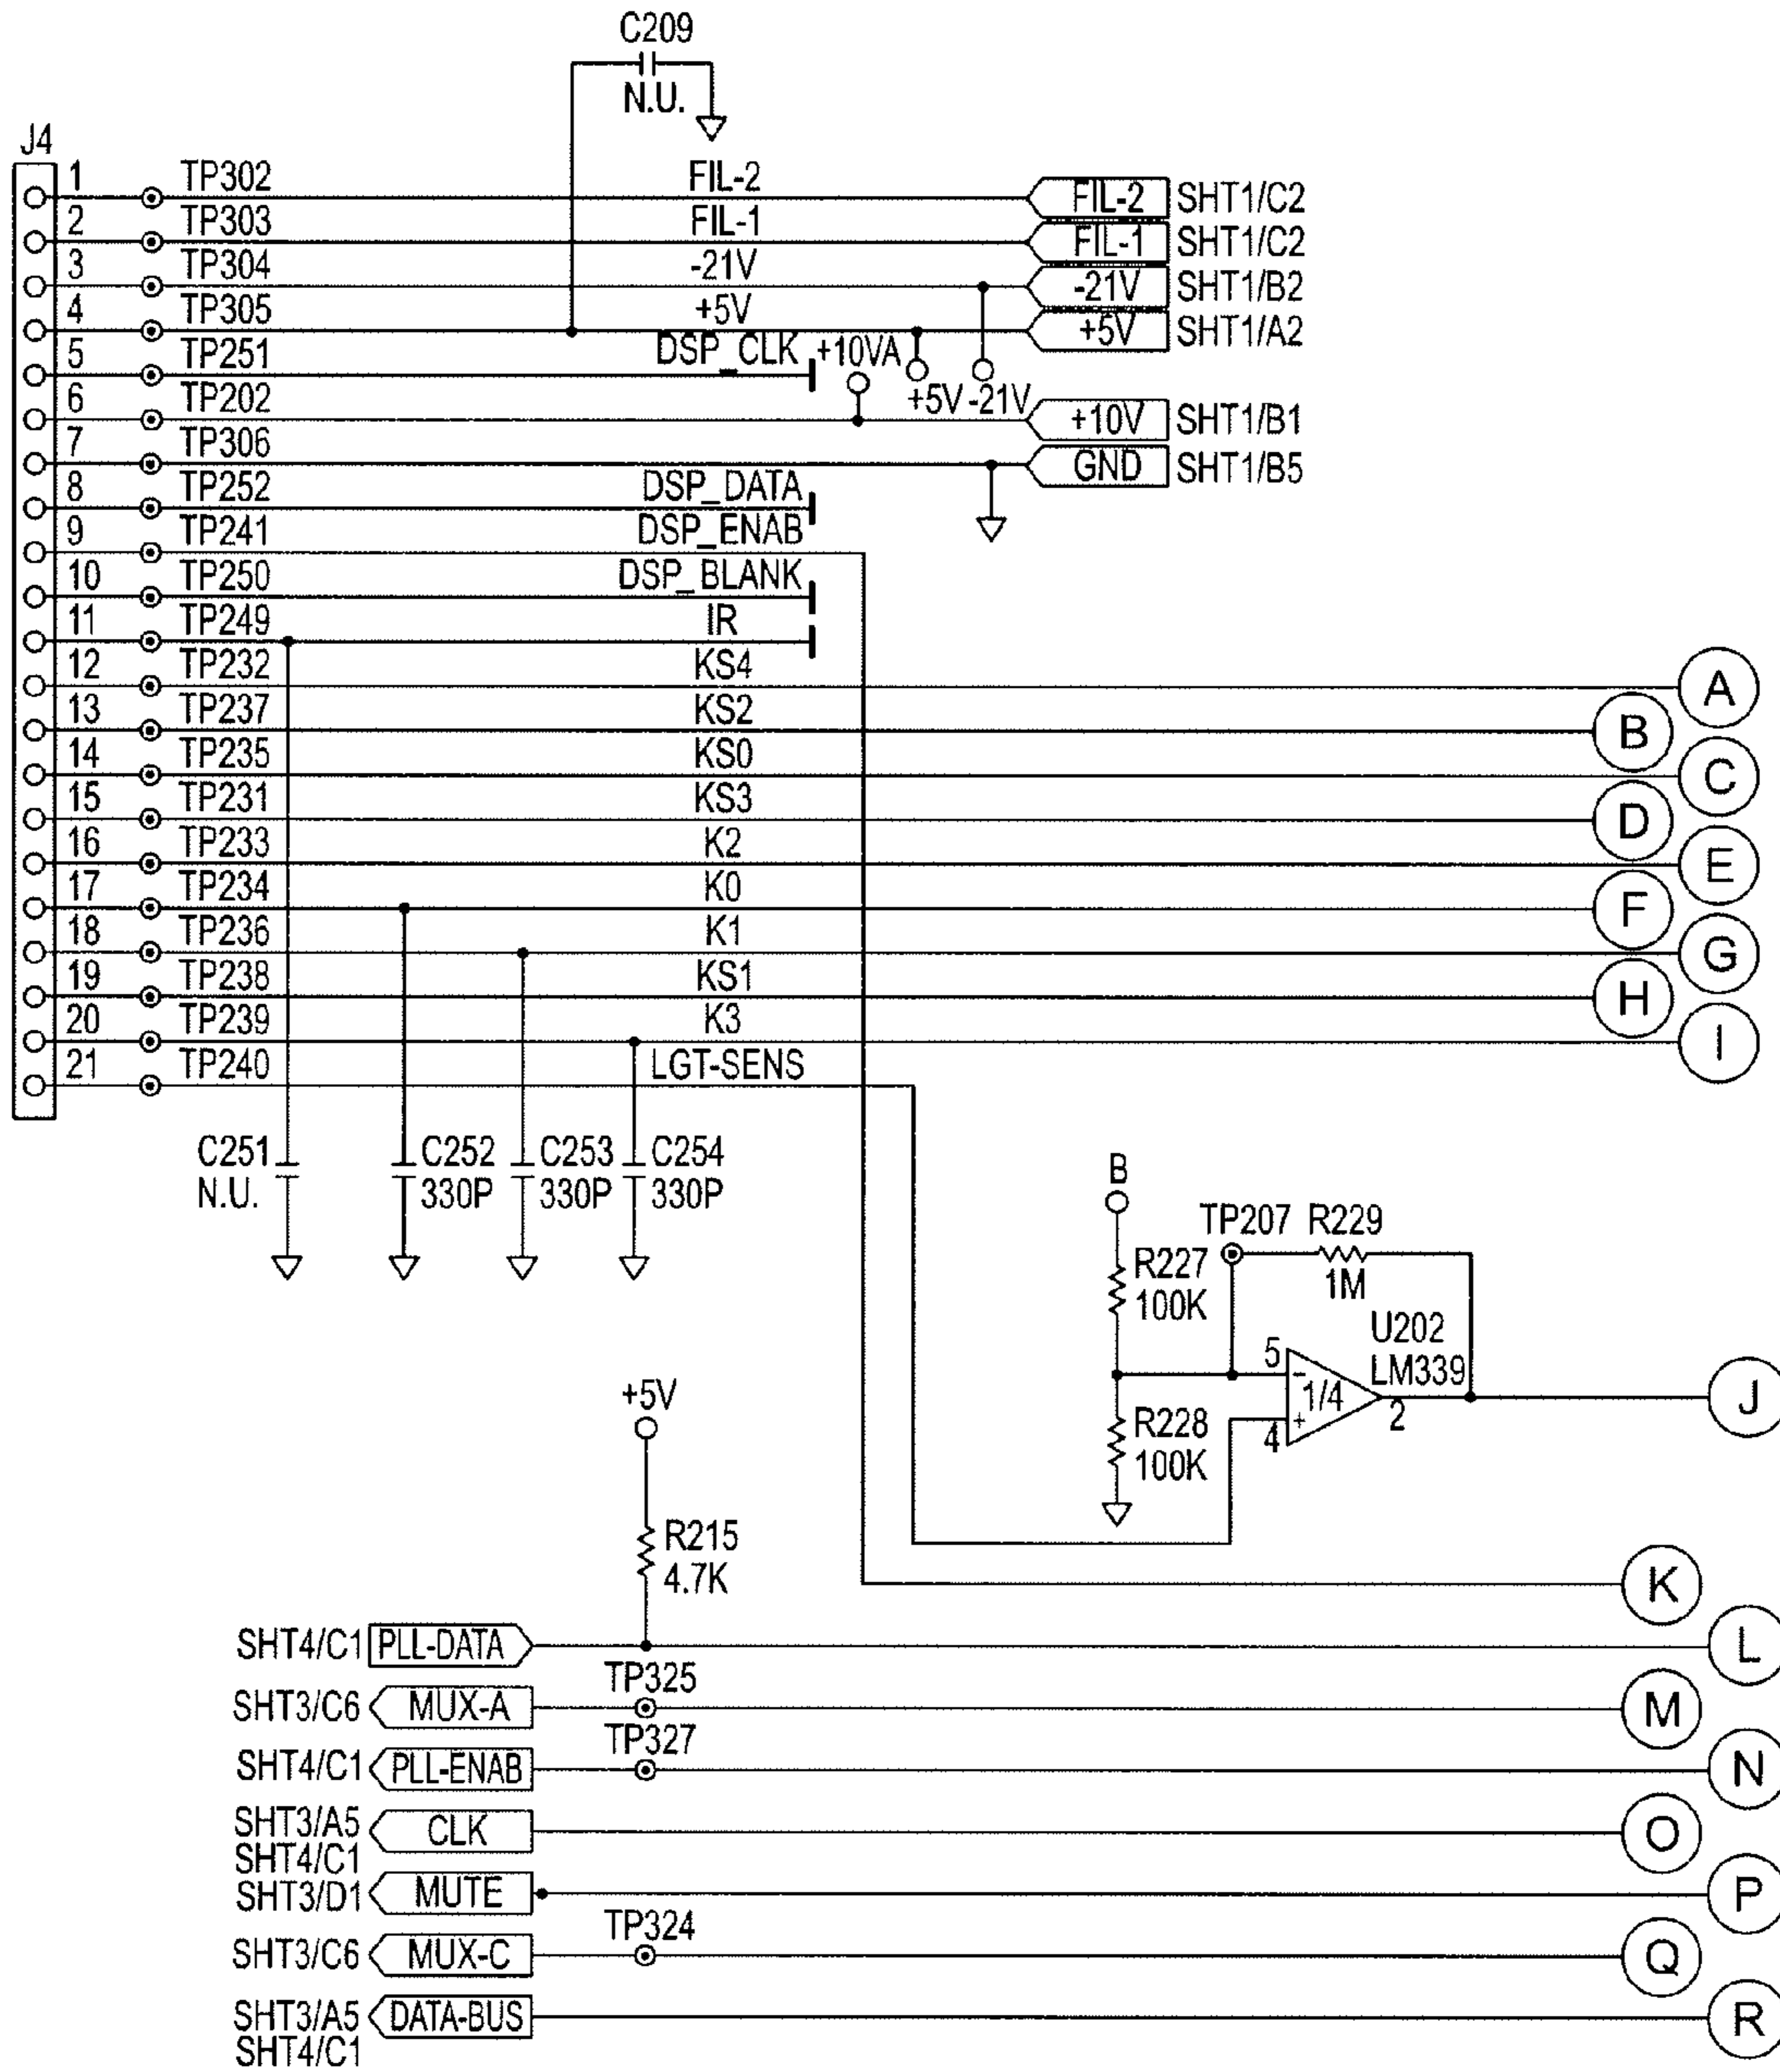 C209
N.U.
J4
1 TP302 FIL-2 FIL-2 SHT1/C2
2 TP303 FIL-1 FIL-1 SHT1/C2
3 TP304 -21V -21V SHT1/B2
4 TP305 +5V +5V SHT1/A2
5 TP251 DSP_CLK +10VA
+5V -21V
6 TP202 +10V SHT1/B1
7 TP306 GND SHT1/B5
8 TP252 DSP_DATA
9 TP241 DSP_ENAB
10 TP250 DSP_BLANK
11 TP249 IR
12 TP232 KS4 A
13 TP237 KS2 B
14 TP235 KS0 C
15 TP231 KS3 D
16 TP233 K2 E
17 TP234 K0 F
18 TP236 K1 G
19 TP238 KS1 H
20 TP239 K3 I
21 TP240 LGT-SENS
C251 C252 C253 C254
N.U. 330P 330P 330P
B
TP207 R229
1M
R227
100K
U202
LM339
5 - 1/4 2
4 +
J
R228
100K
+5V
R215
4.7K
K
SHT4/C1 PLL-DATA L
SHT3/C6 MUX-A TP325 M
SHT4/C1 PLL-ENAB TP327 N
SHT3/A5 CLK O
SHT4/C1
SHT3/D1 MUTE P
SHT3/C6 MUX-C TP324 Q
SHT3/A5 DATA-BUS R
SHT4/C1